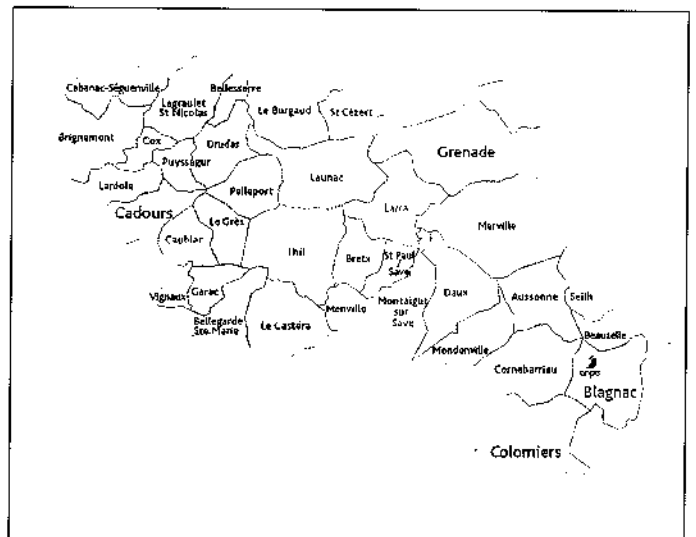 Cabanac-Séguenville
Lagraulet
St Nicolas
Bellesserre
Le Burgaud
St Cézert
Brignemont
Cox
Drudas
Grenade
Puysségur
Launac
Lareole
Pelleport
Larra
Cadours
Le Grès
Merville
Caubiac
Thil
Bretx
St Paul
Save
Vignaux
Garac
Daux
Aussonne
Seilh
Menville
Montaigut
sur
Save
Bellegarde
Ste Marie
Le Castéra
Mondonville
Beauzelle
Cornebarrieu
anpe
Blagnac
Colomiers